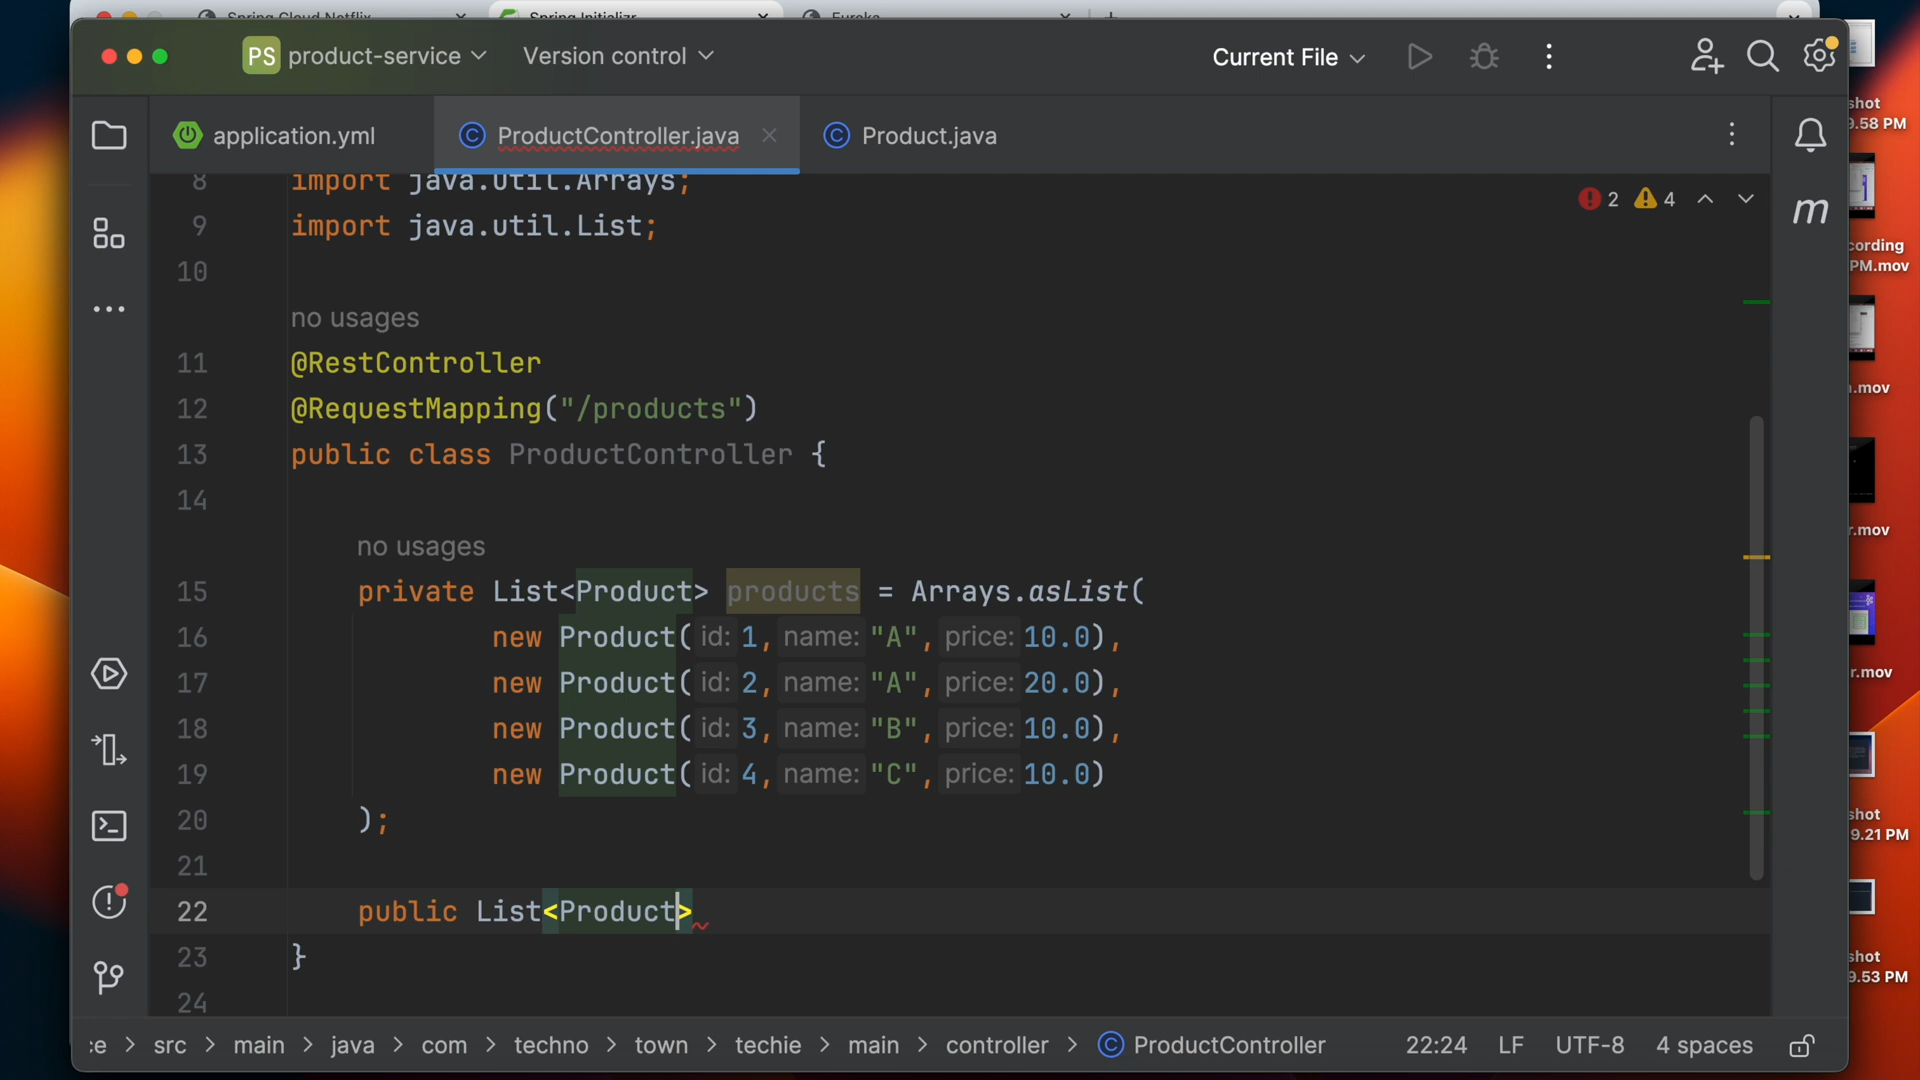 Spring Cloud Netflix
Spring Initializr
Eureka
PS product-service
Version control
Current File
application.yml
ProductController.java
Product.java
8 import java.util.Arrays;
2 4
9 import java.util.List;
10
no usages
11 @RestController
12 @RequestMapping("/products")
13 public class ProductController {
14
no usages
15 private List<Product> products = Arrays.asList(
16 new Product( id: 1, name: "A", price: 10.0),
17 new Product( id: 2, name: "A", price: 20.0),
18 new Product( id: 3, name: "B", price: 10.0),
19 new Product( id: 4, name: "C", price: 10.0)
20 );
21
22 public List<Product>
23 }
24
ce > src > main > java > com > techno > town > techie > main > controller > ProductController
22:24 LF UTF-8 4 spaces
m
shot
9.58 PM
cording
PM.mov
.mov
r.mov
r.mov
shot
9.21 PM
shot
9.53 PM